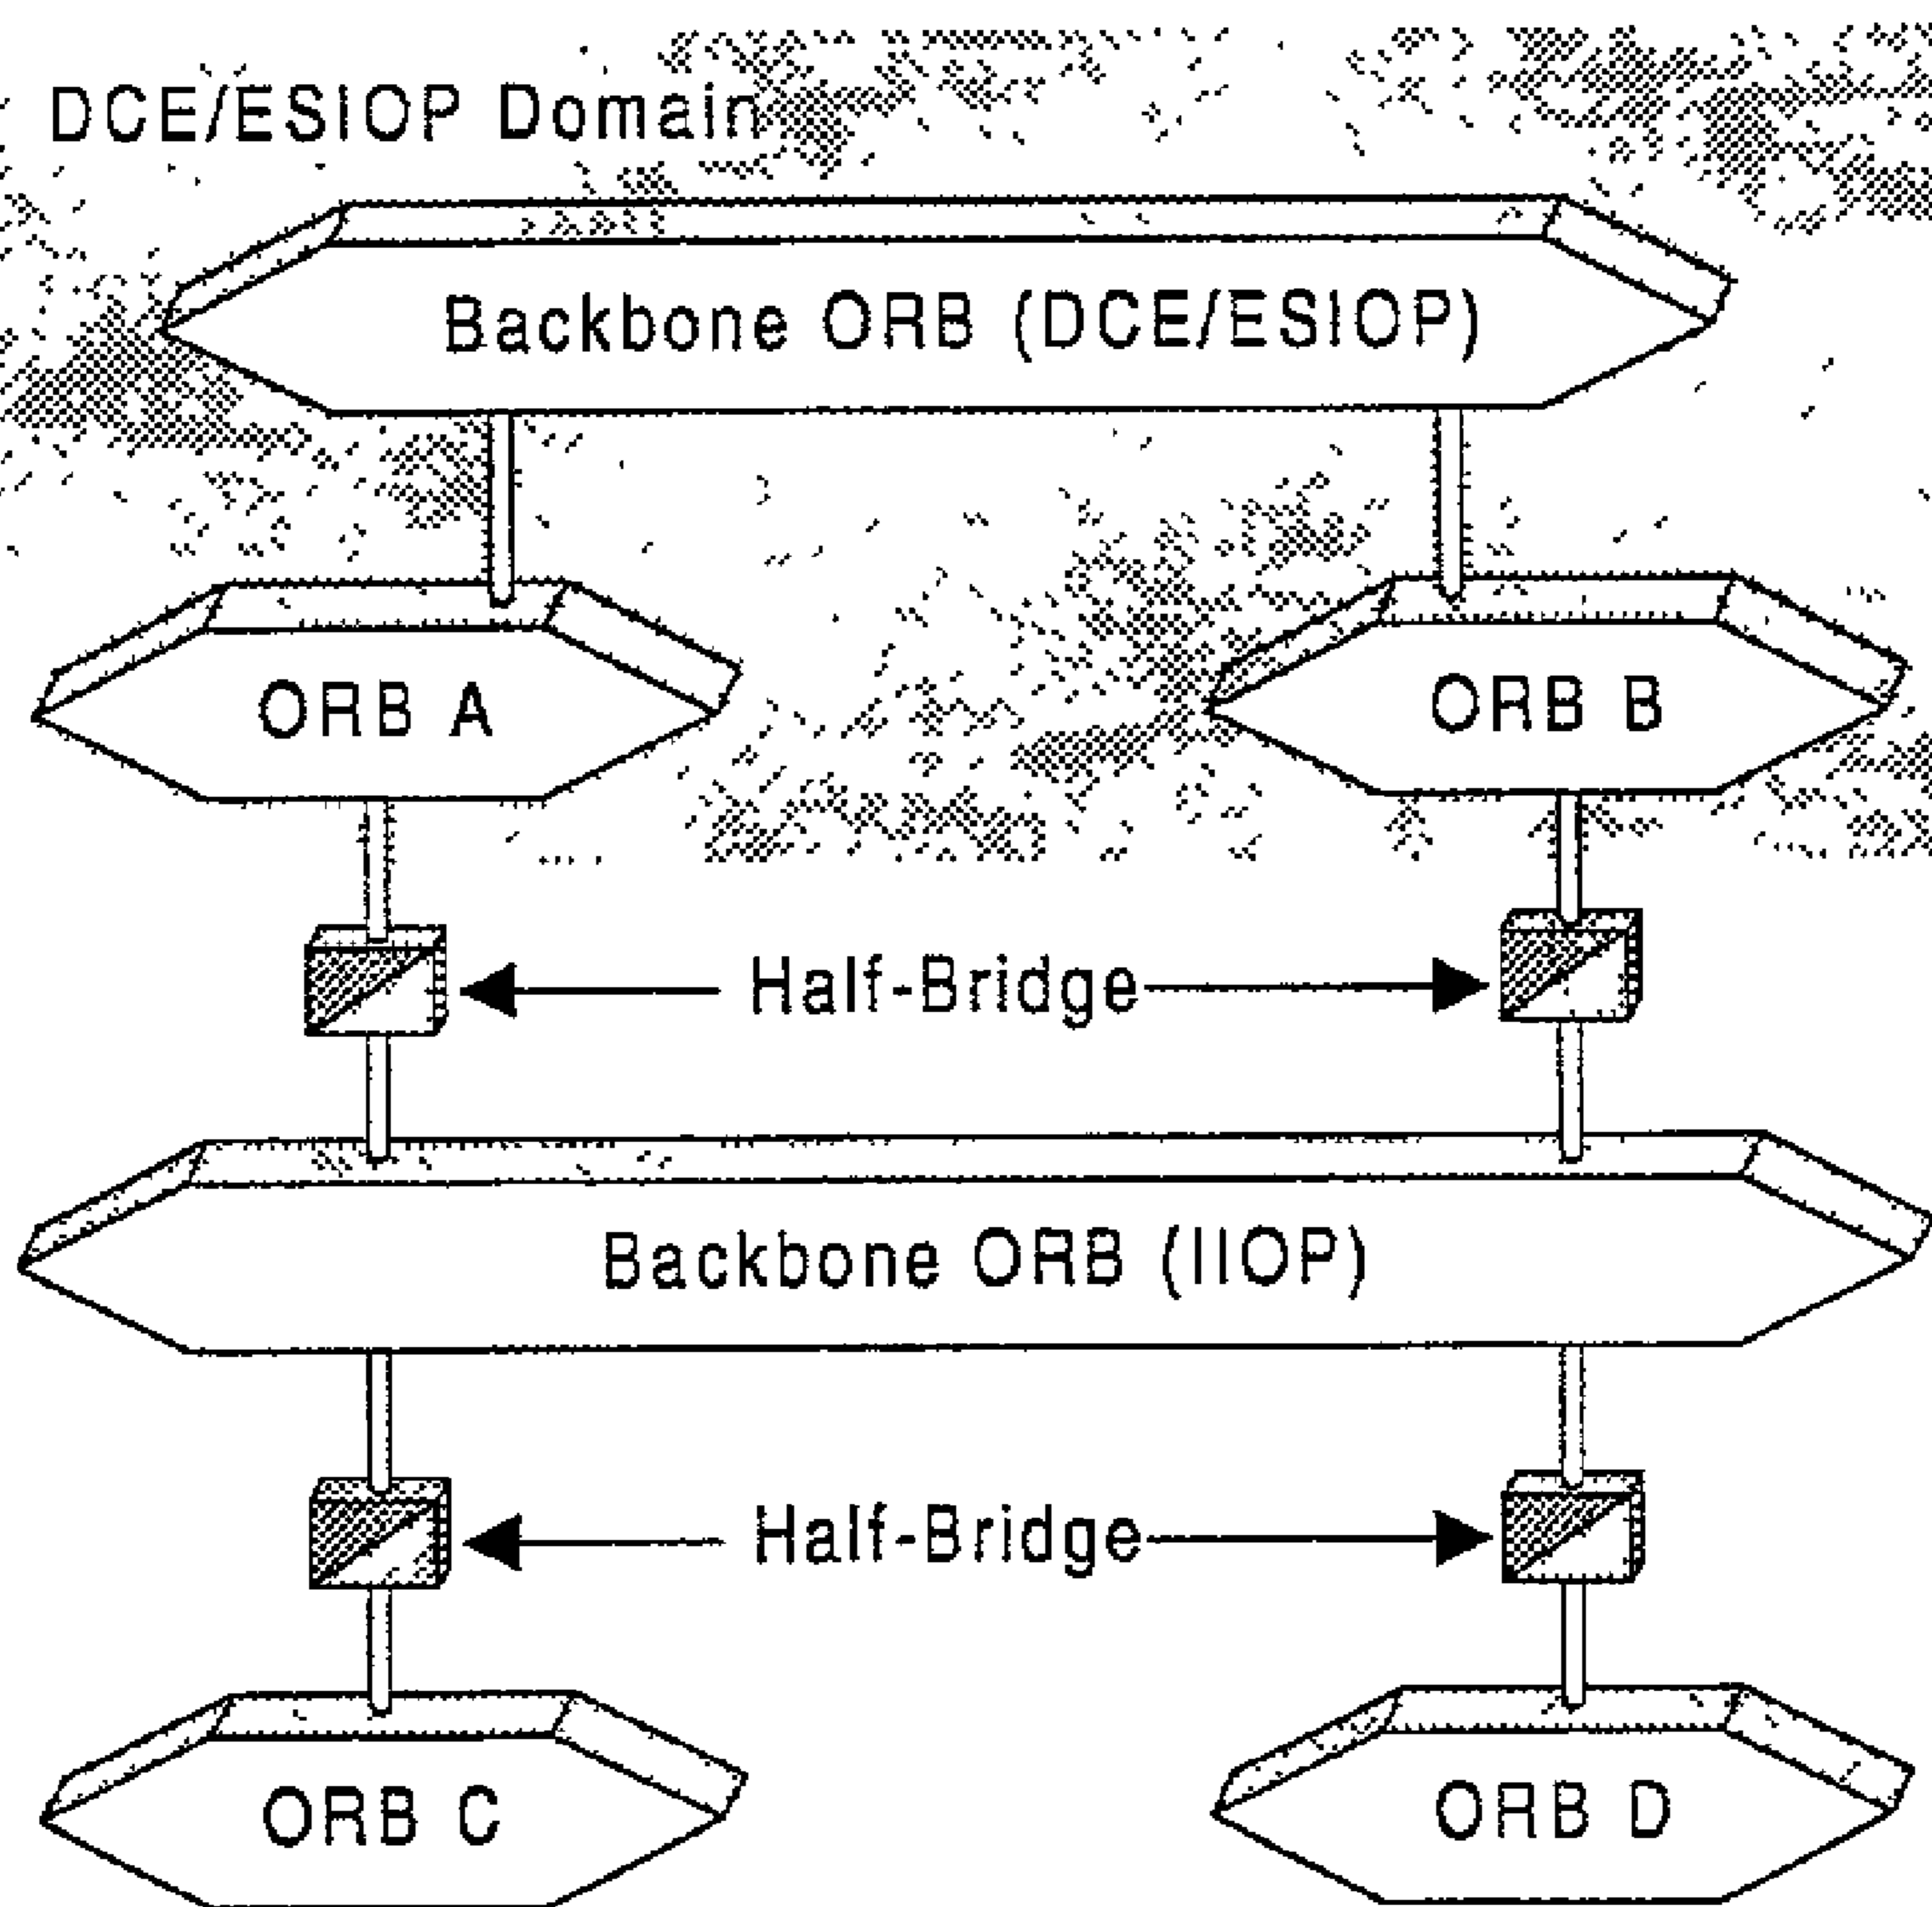 DCE/ESIOP Domain
Backbone ORB (DCE/ESIOP)
ORB A
ORB B
Half-Bridge
Backbone ORB (IIOP)
Half-Bridge
ORB C
ORB D